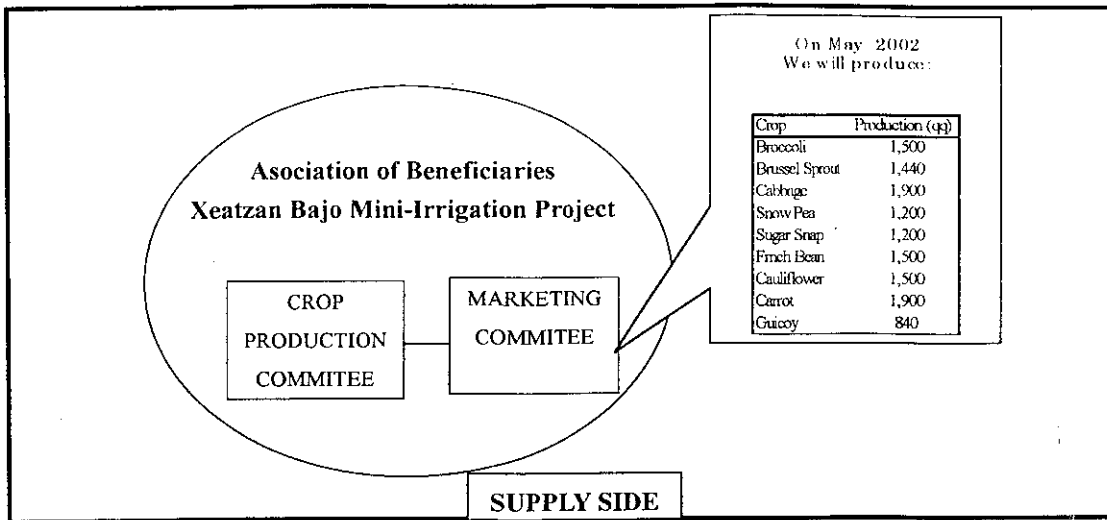 On May 2002
We will produce:
Crop Production (qq)
Broccoli 1,500
Brussel Sprout 1,440
Cabbage 1,900
Snow Pea 1,200
Sugar Snap 1,200
Frnch Bean 1,500
Cauliflower 1,500
Carrot 1,900
Guicoy 840
Asociation of Beneficiaries
Xeatzan Bajo Mini-Irrigation Project
CROP
PRODUCTION
COMMITEE
MARKETING
COMMITEE
SUPPLY SIDE